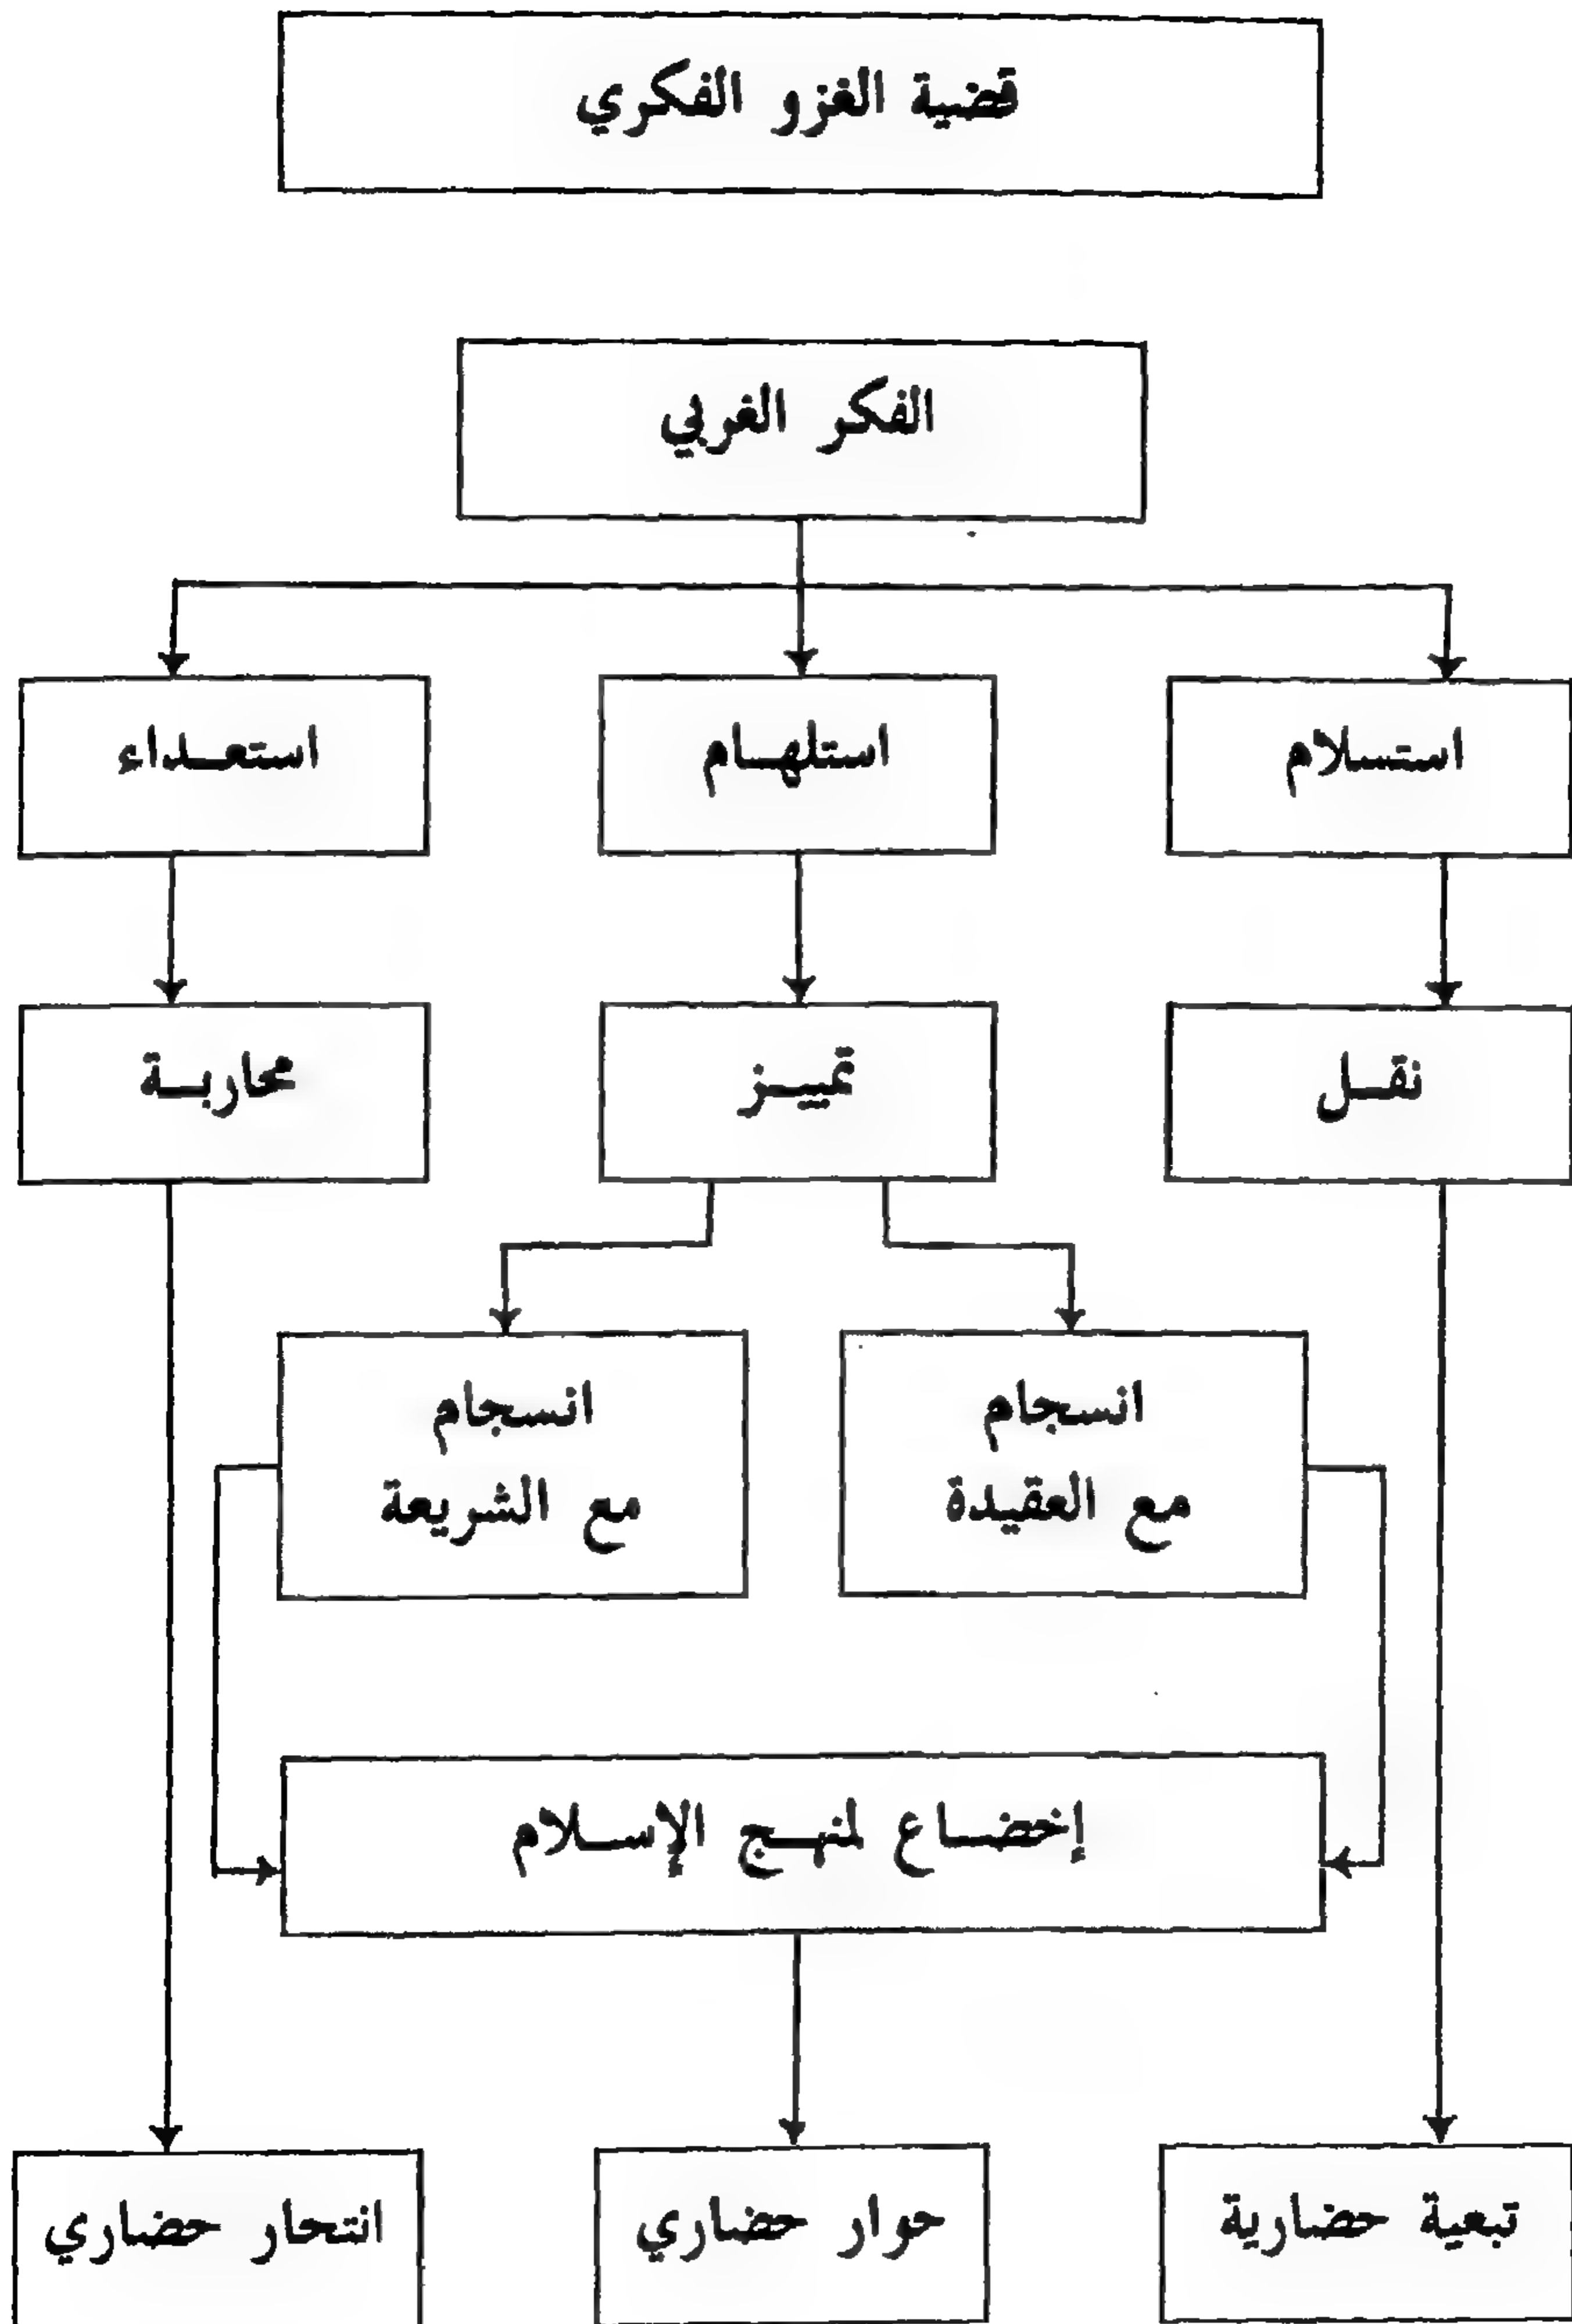 قضية الغزو الفكري
الفكر الغربي
استسلام
استلهام
استعداء
نقل
تمييز
محاربة
انسجام
مع العقيدة
انسجام
مع الشريعة
إخضاع لمنهج الإسلام
تبعية حضارية
حوار حضاري
انتحار حضاري